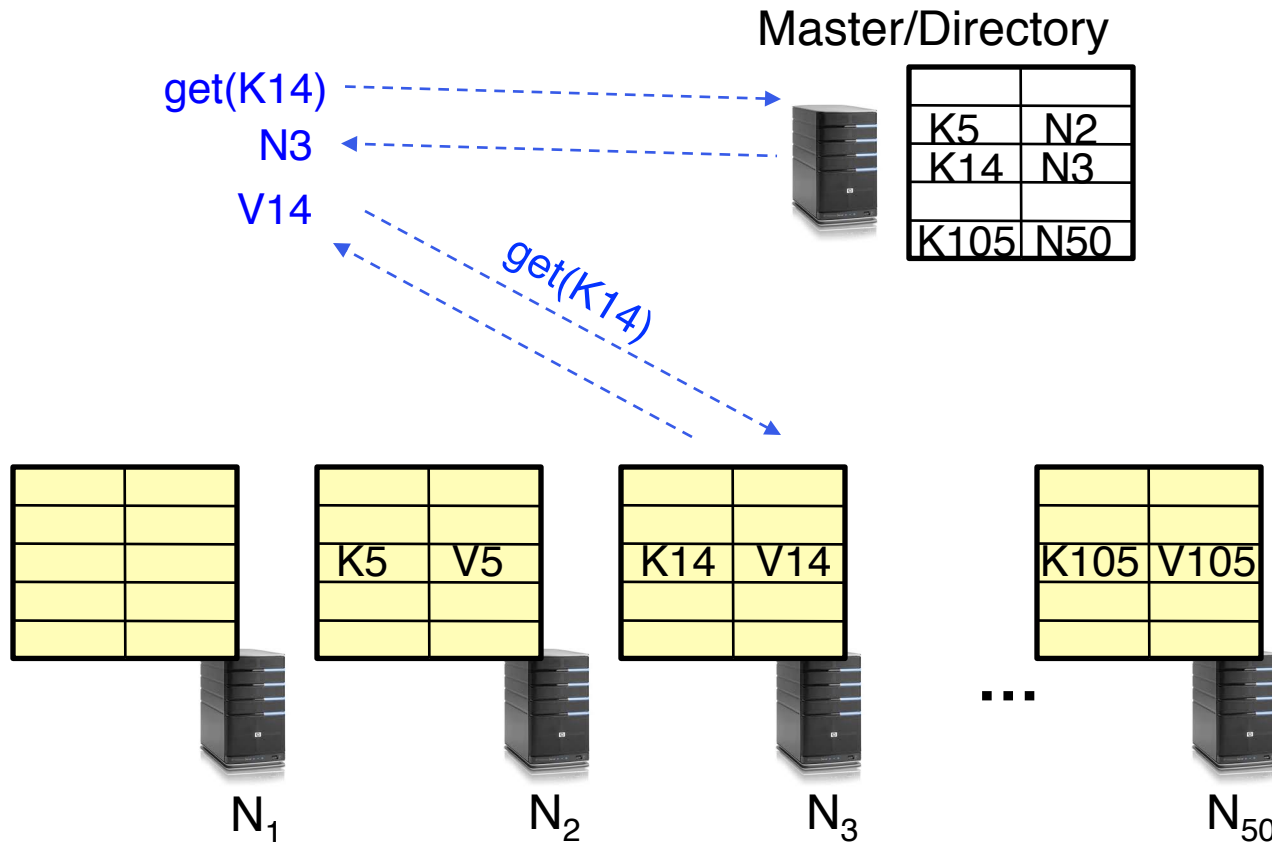 Master/Directory
get(K14)
N3
V14
K5 N2
K14 N3
K105 N50
get(K14)
K5 V5
K14 V14
K105 V105
...
N1
N2
N3
N50